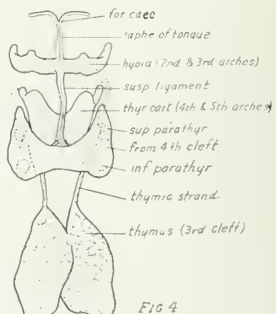 for caec
raphe of tongue
hyoid (2nd & 3rd arches)
susp ligament
thyr cart (4th & 5th arches)
sup parathyr
from 4th cleft
inf parathyr
thymic strand
thymus (3rd cleft)
FIG 4